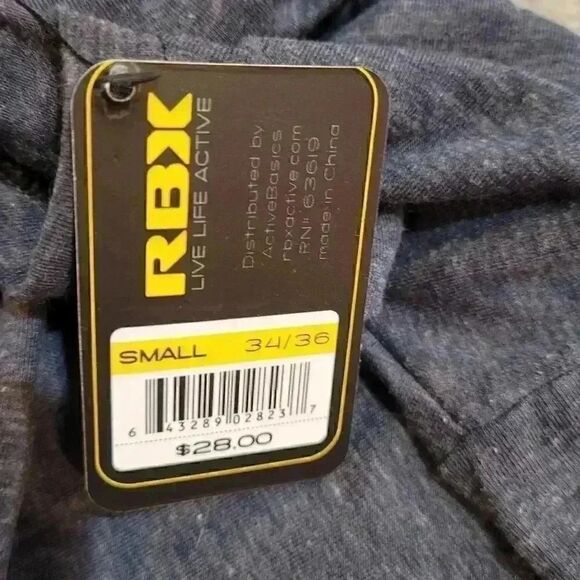 RBX
LIVE LIFE ACTIVE
Distributed by
ActiveBasics
rbxactive.com
RN# 63619
made in China
SMALL 34/36
6 43289 02823 7
$28.00